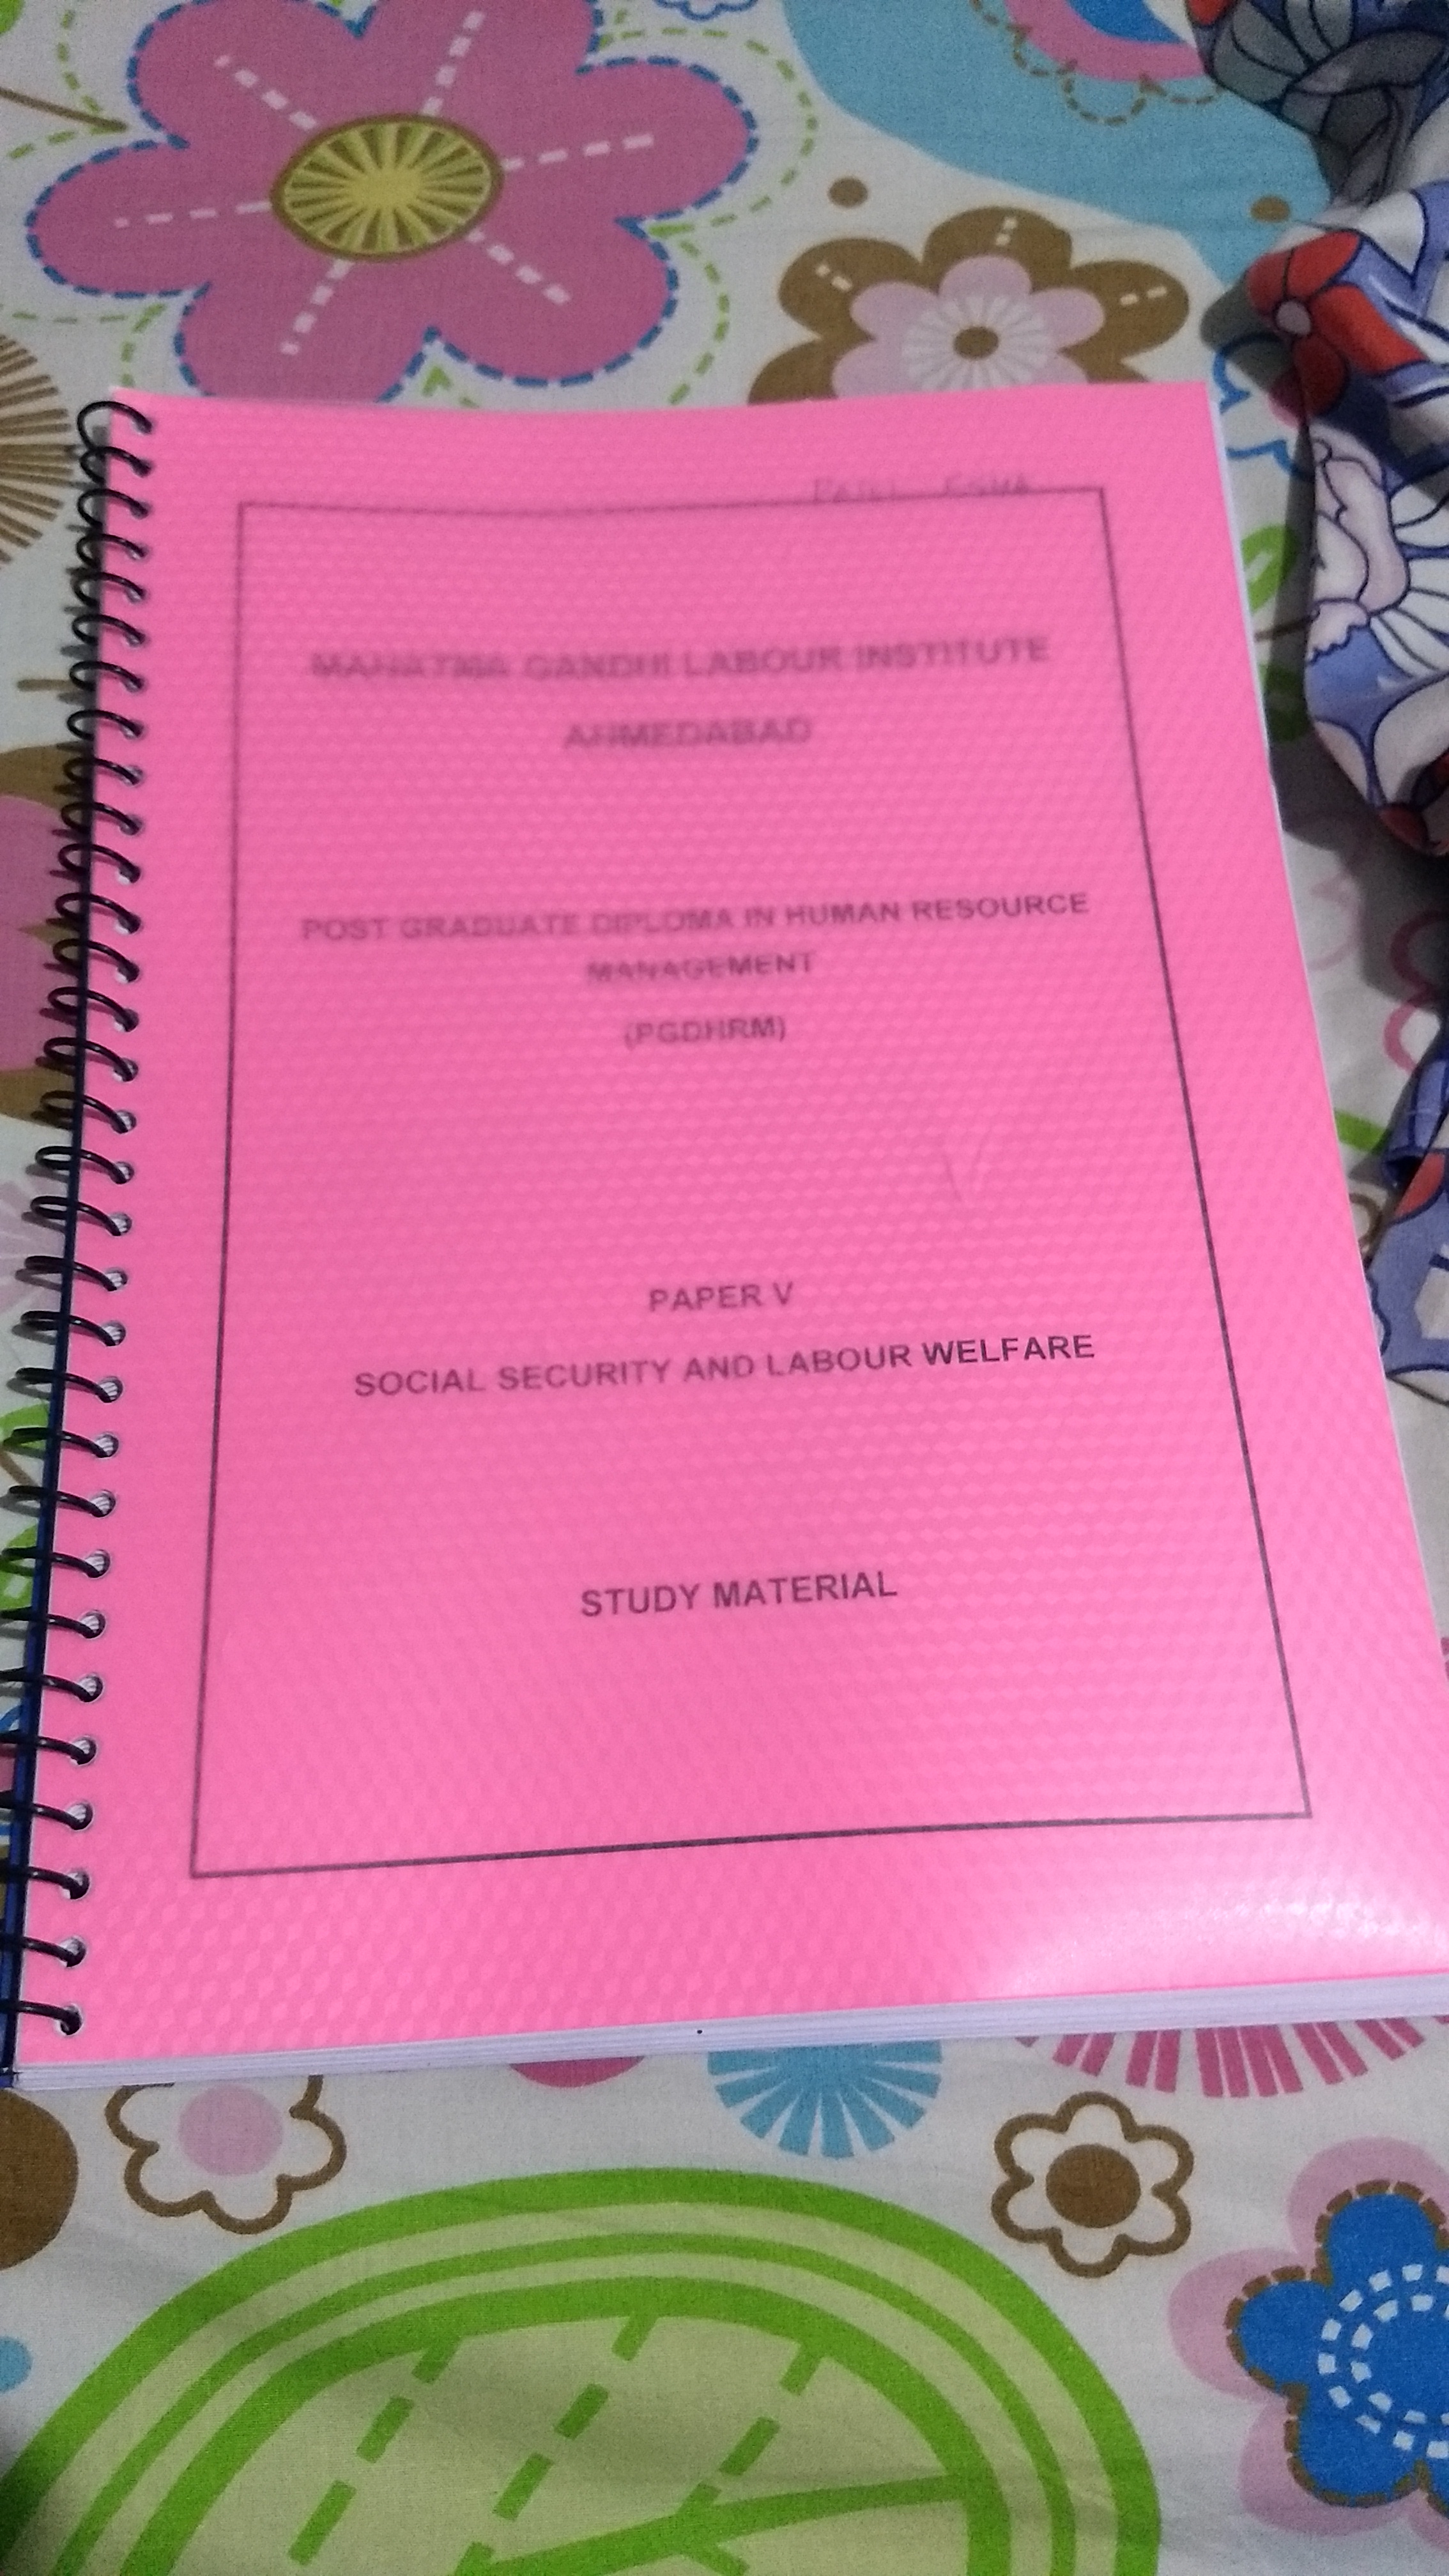 PATEL
MAHATMA GANDHI LABOUR INSTITUTE
AHMEDABAD
POST GRADUATE DIPLOMA IN HUMAN RESOURCE
MANAGEMENT
(PGDHRM)
PAPER V
SOCIAL SECURITY AND LABOUR WELFARE
STUDY MATERIAL